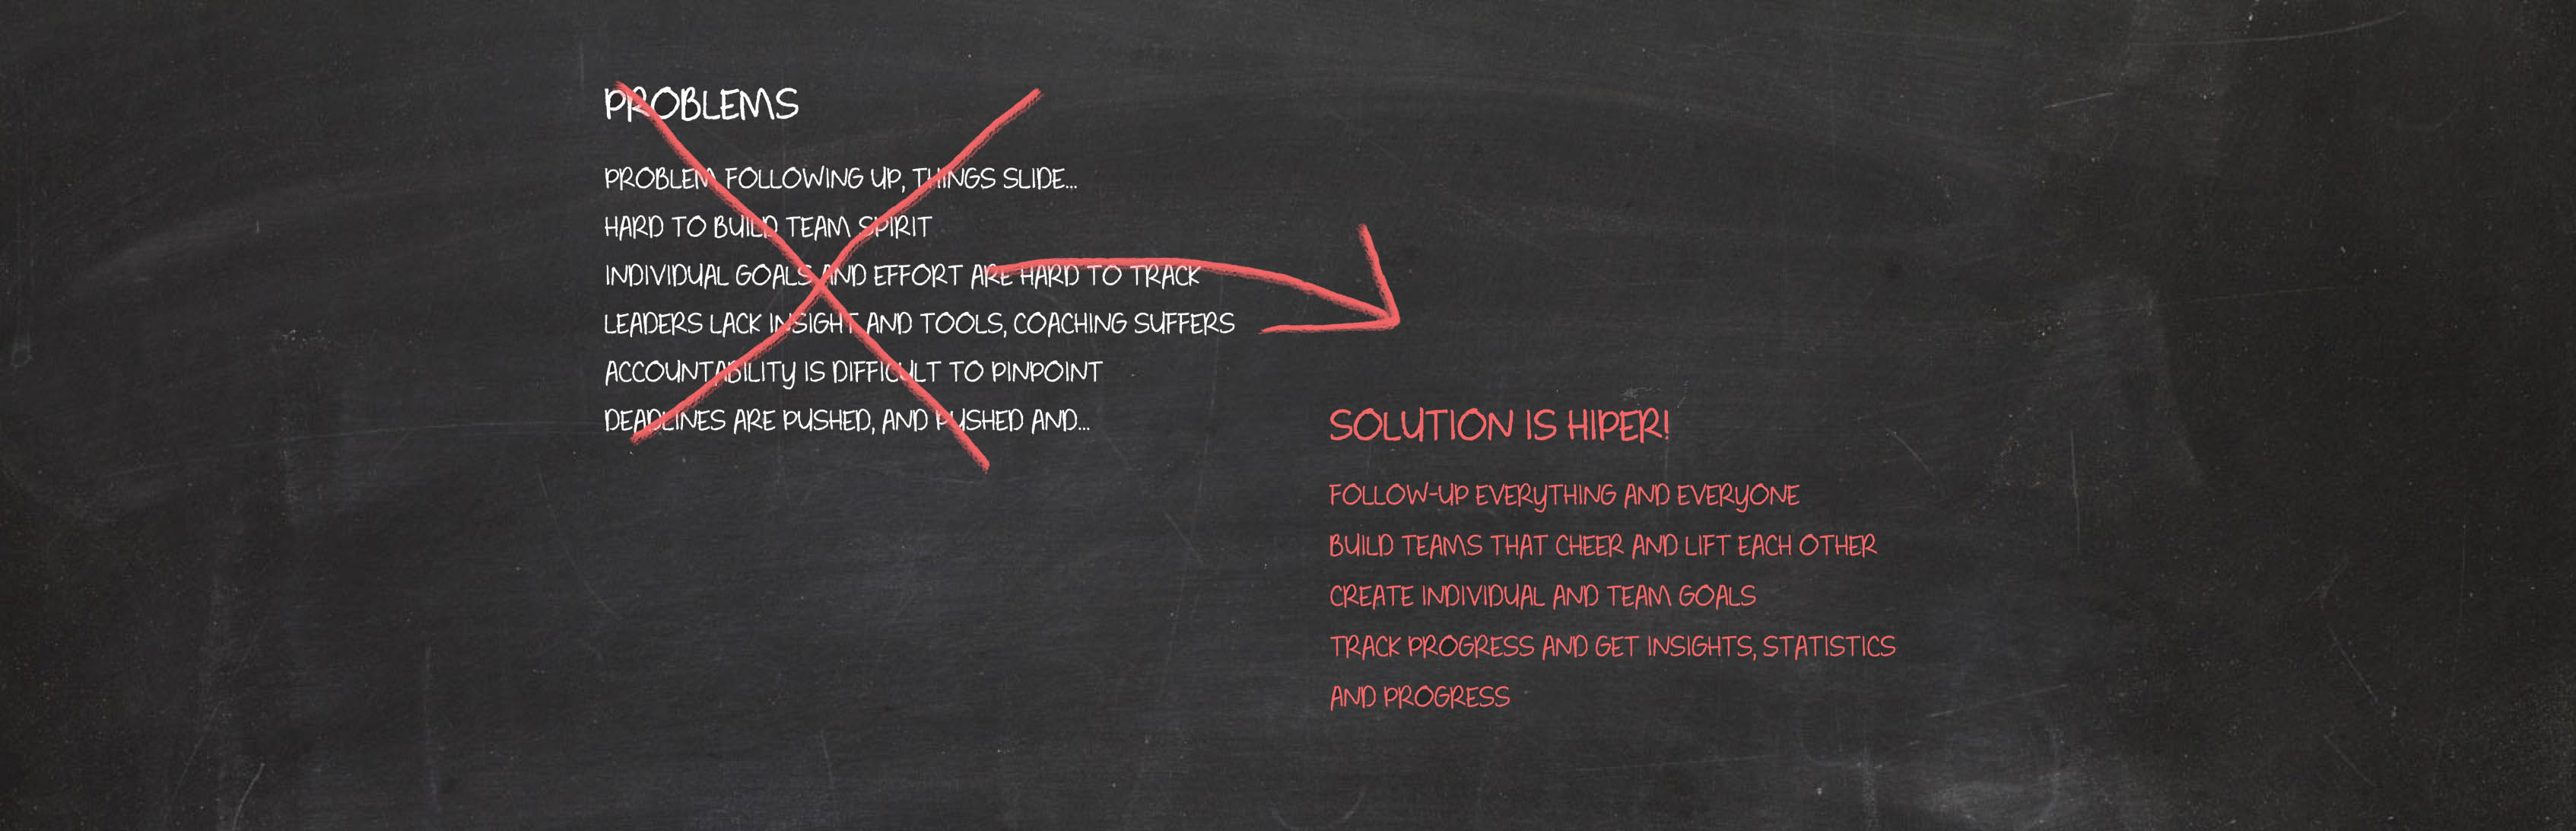 PROBLEMS
PROBLEM FOLLOWING UP, THINGS SLIDE...
HARD TO BUILD TEAM SPIRIT
INDIVIDUAL GOALS AND EFFORT ARE HARD TO TRACK
LEADERS LACK INSIGHT AND TOOLS, COACHING SUFFERS
ACCOUNTABILITY IS DIFFICULT TO PINPOINT
DEADLINES ARE PUSHED, AND PUSHED AND...
SOLUTION IS HIPER!
FOLLOW-UP EVERYTHING AND EVERYONE
BUILD TEAMS THAT CHEER AND LIFT EACH OTHER
CREATE INDIVIDUAL AND TEAM GOALS
TRACK PROGRESS AND GET INSIGHTS, STATISTICS
AND PROGRESS